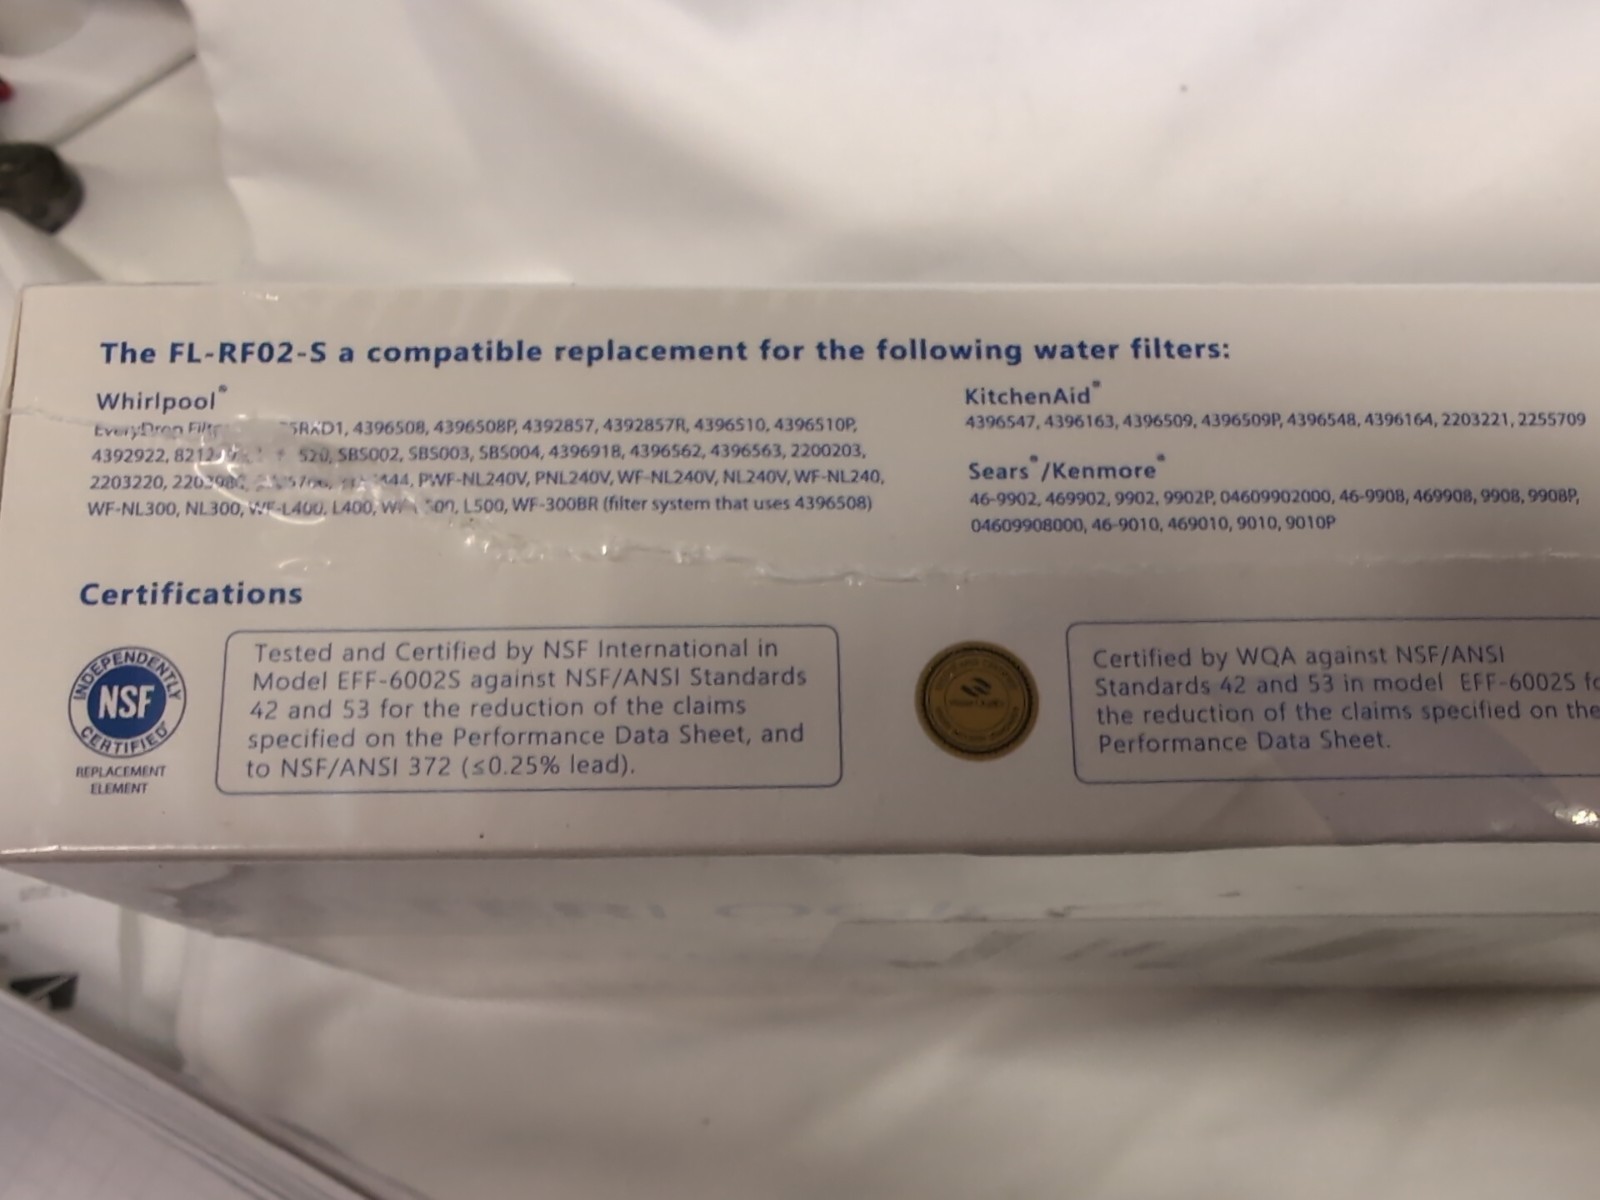 The FL-RF02-S a compatible replacement for the following water filters:
Whirlpool®
EveryDrop 4396508, 4396508P, 4392857, 4392857R, 4396510, 4396510P,
4392922, SBS002, SBS003, SBS004, 4396918, 4396562, 4396563, 2200203,
2203220, PWF-NL240V, PNL240V, WF-NL240V, NL240V, WF-NL240,
WF-NL300, NL300, WF-L400, L400, L500, WF-300BR (filter system that uses 4396508)
KitchenAid®
4396547, 4396163, 4396509, 4396509P, 4396548, 4396164, 2203221, 2255709
Sears®/Kenmore®
46-9902, 469902, 9902, 9902P, 04609902000, 46-9908, 469908, 9908, 9908P,
04609908000, 46-9010, 469010, 9010, 9010P
Certifications
INDEPENDENTLY
NSF
CERTIFIED
REPLACEMENT
ELEMENT
Tested and Certified by NSF International in
Model EFF-6002S against NSF/ANSI Standards
42 and 53 for the reduction of the claims
specified on the Performance Data Sheet, and
to NSF/ANSI 372 (≤0.25% lead).
Certified by WQA against NSF/ANSI
Standards 42 and 53 in model EFF-6002S
the reduction of the claims specified on the
Performance Data Sheet.